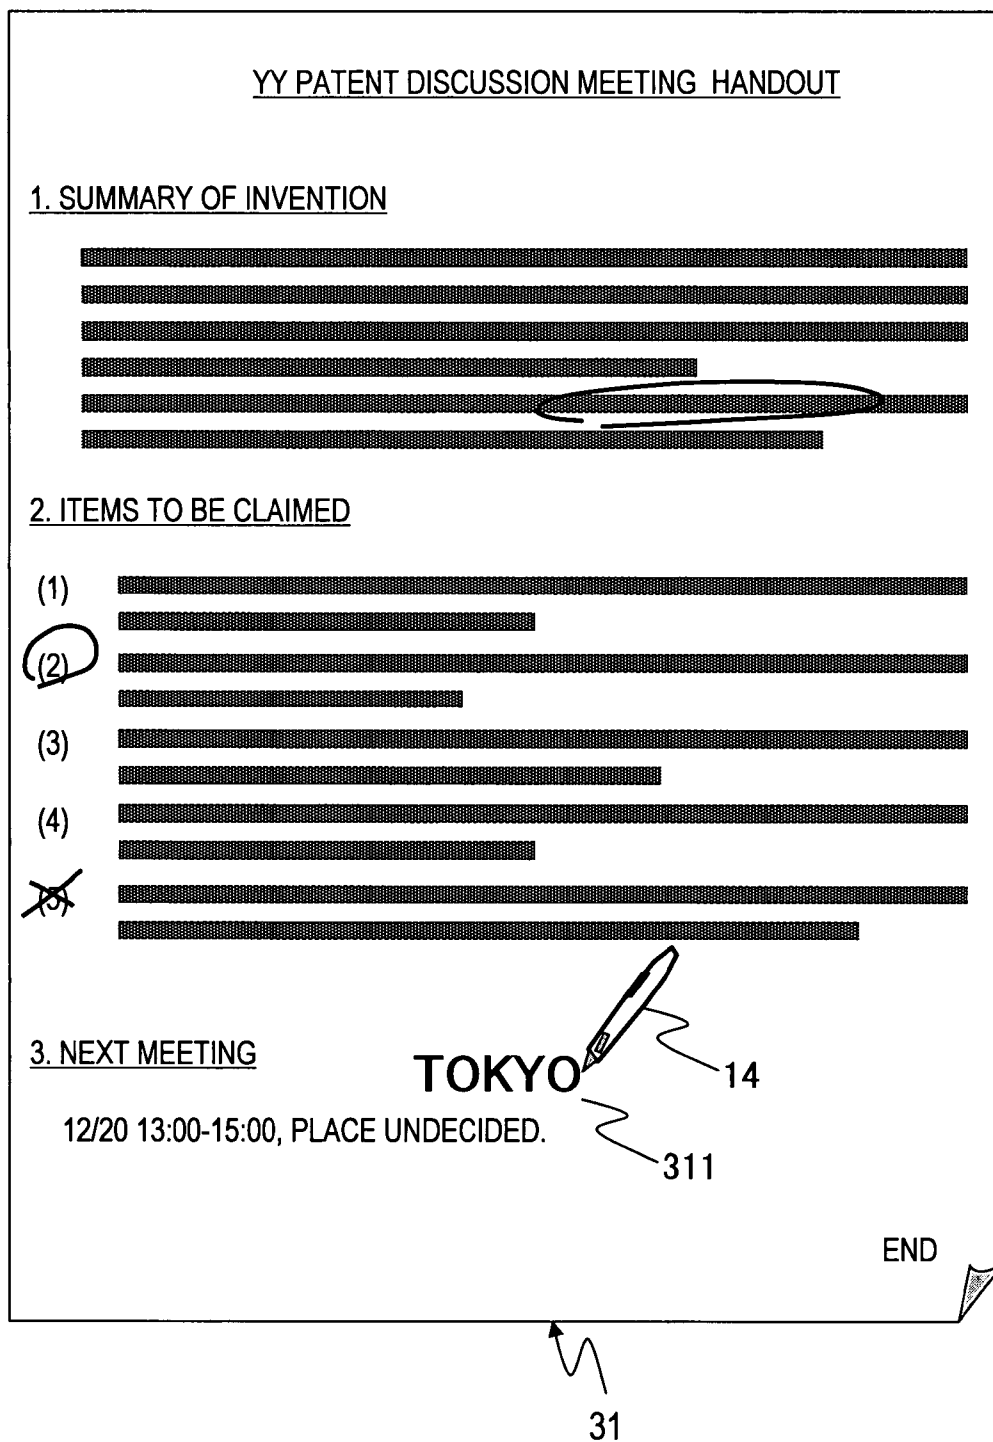 YY PATENT DISCUSSION MEETING HANDOUT
1. SUMMARY OF INVENTION
2. ITEMS TO BE CLAIMED
(1)
(2)
(3)
(4)
(5)
3. NEXT MEETING
TOKYO
14
12/20 13:00-15:00, PLACE UNDECIDED.
311
END
31